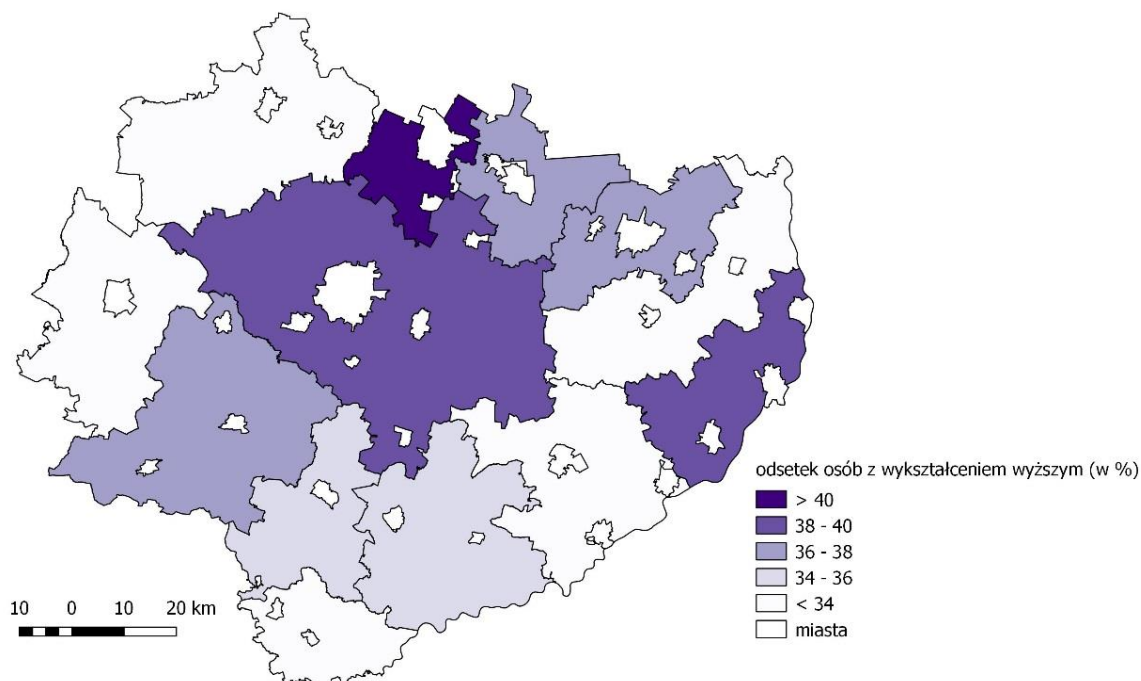 odsetek osób z wykształceniem wyższym (w %)
> 40
38 - 40
36 - 38
34 - 36
< 34
miasta
10 0 10 20 km